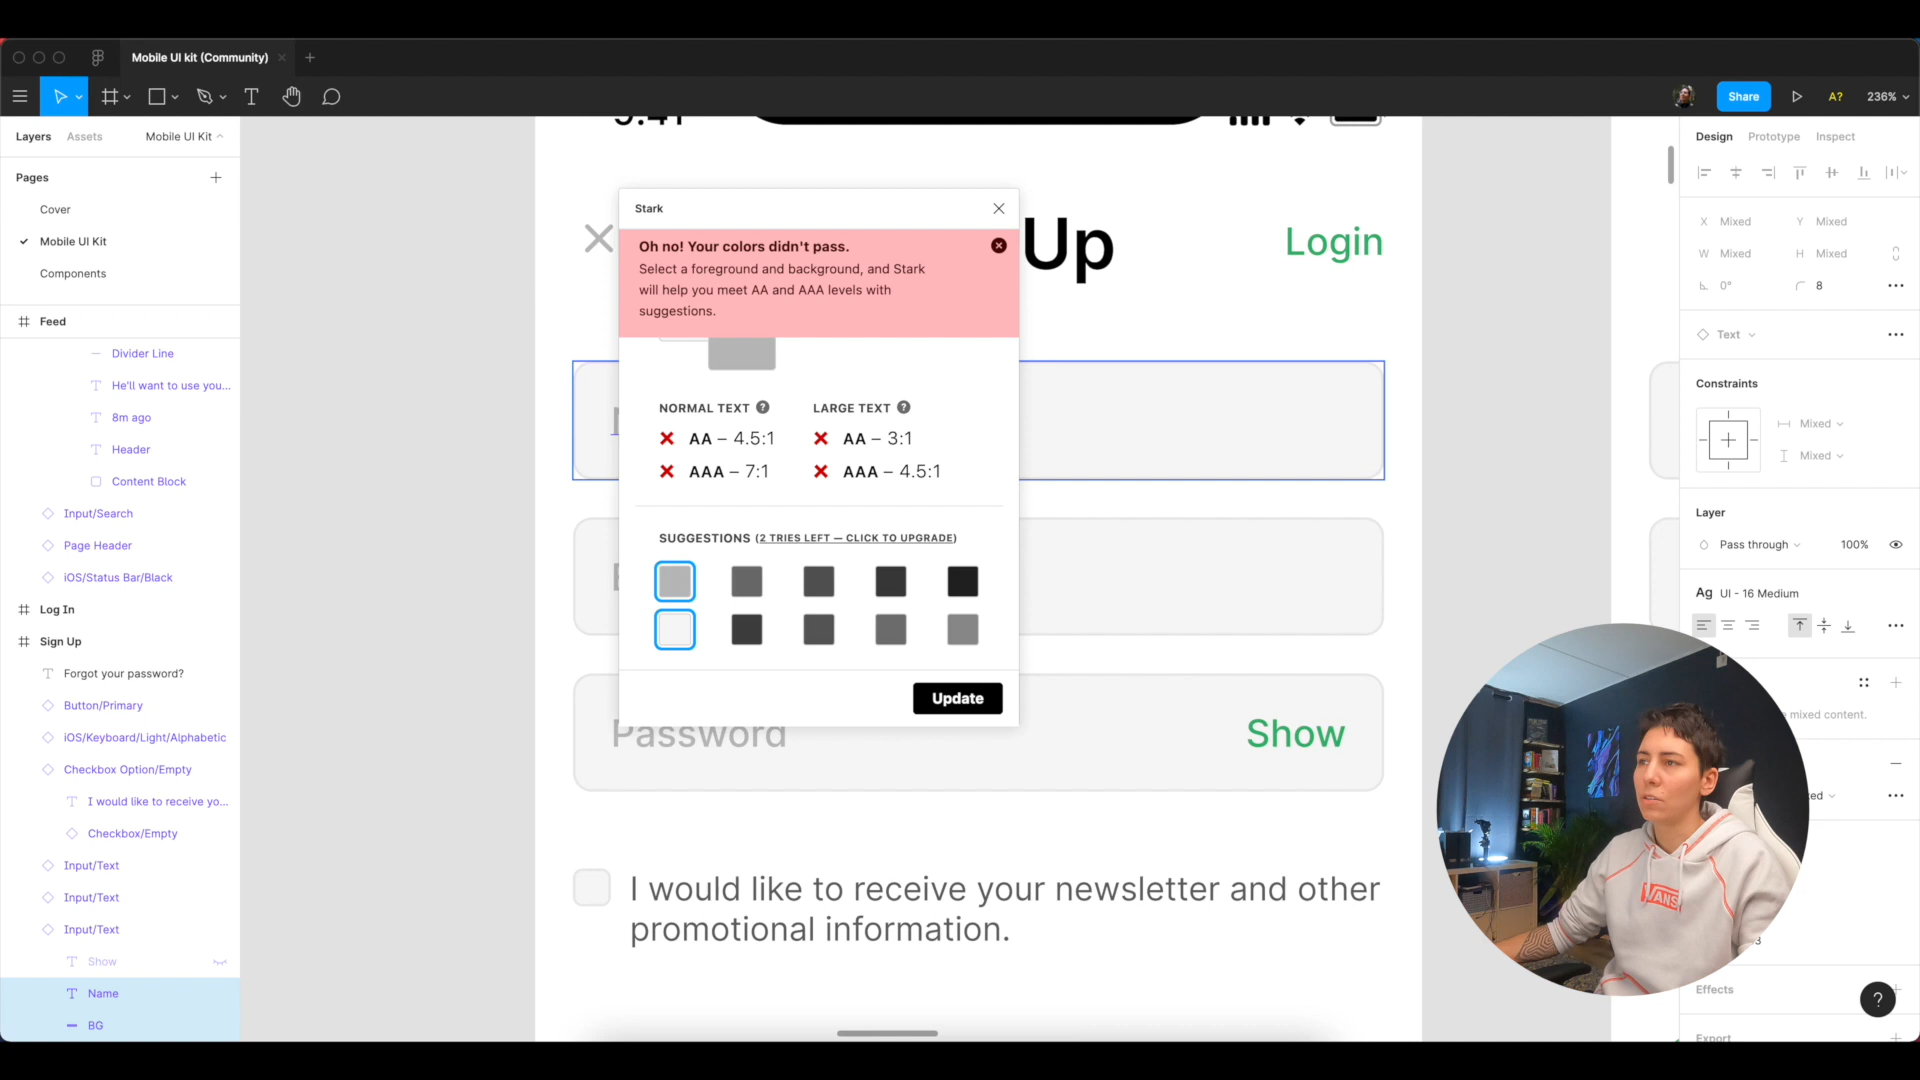 Mobile UI kit (Community)
Share
A?
236%
Layers
Assets
Mobile UI Kit
Pages
Cover
Mobile UI Kit
Components
Feed
Divider Line
He'll want to use you...
8m ago
Header
Content Block
Input/Search
Page Header
iOS/Status Bar/Black
Log In
Sign Up
Forgot your password?
Button/Primary
iOS/Keyboard/Light/Alphabetic
Checkbox Option/Empty
I would like to receive yo...
Checkbox/Empty
Input/Text
Input/Text
Input/Text
Show
Name
BG
9:41
Up
Login
Stark
Oh no! Your colors didn't pass.
Select a foreground and background, and Stark
will help you meet AA and AAA levels with
suggestions.
NORMAL TEXT ?
LARGE TEXT ?
AA – 4.5:1
AA – 3:1
AAA – 7:1
AAA – 4.5:1
SUGGESTIONS (2 TRIES LEFT — CLICK TO UPGRADE)
Update
Password
Show
I would like to receive your newsletter and other
promotional information.
Design
Prototype
Inspect
X Mixed
Y Mixed
W Mixed
H Mixed
0°
8
Text
Constraints
Mixed
Mixed
Layer
Pass through
100%
Ag UI - 16 Medium
mixed content.
VANS
Effects
Export
?